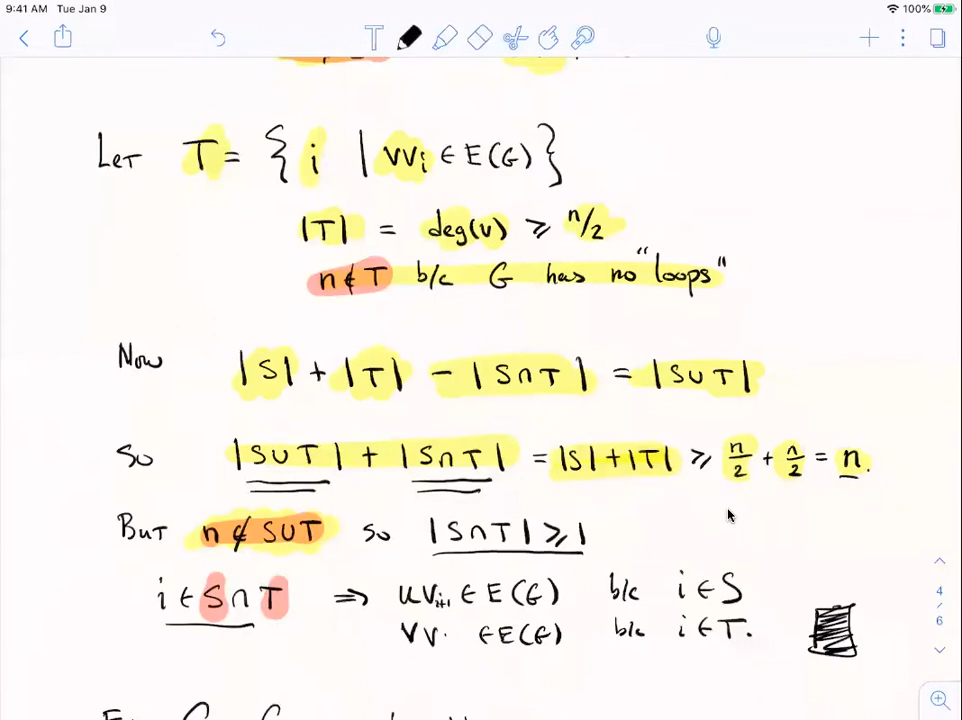 9:41 AM Tue Jan 9
100%
LET T = { i | vvᵢ ∈ E(G) }
|T| = deg(v) ⩾ n/2
n ∉ T b/c G has no "loops"
Now |S| + |T| - |S∩T| = |S∪T|
So |S∪T| + |S∩T| = |S|+|T| ⩾ n/2 + n/2 = n.
BUT n ∉ S∪T so |S∩T| ⩾ 1
i ∈ S∩T ⇒ uvᵢ₊₁ ∈ E(G) b/c i ∈ S
vv. ∈ E(G) b/c i ∈ T.
4
/
6